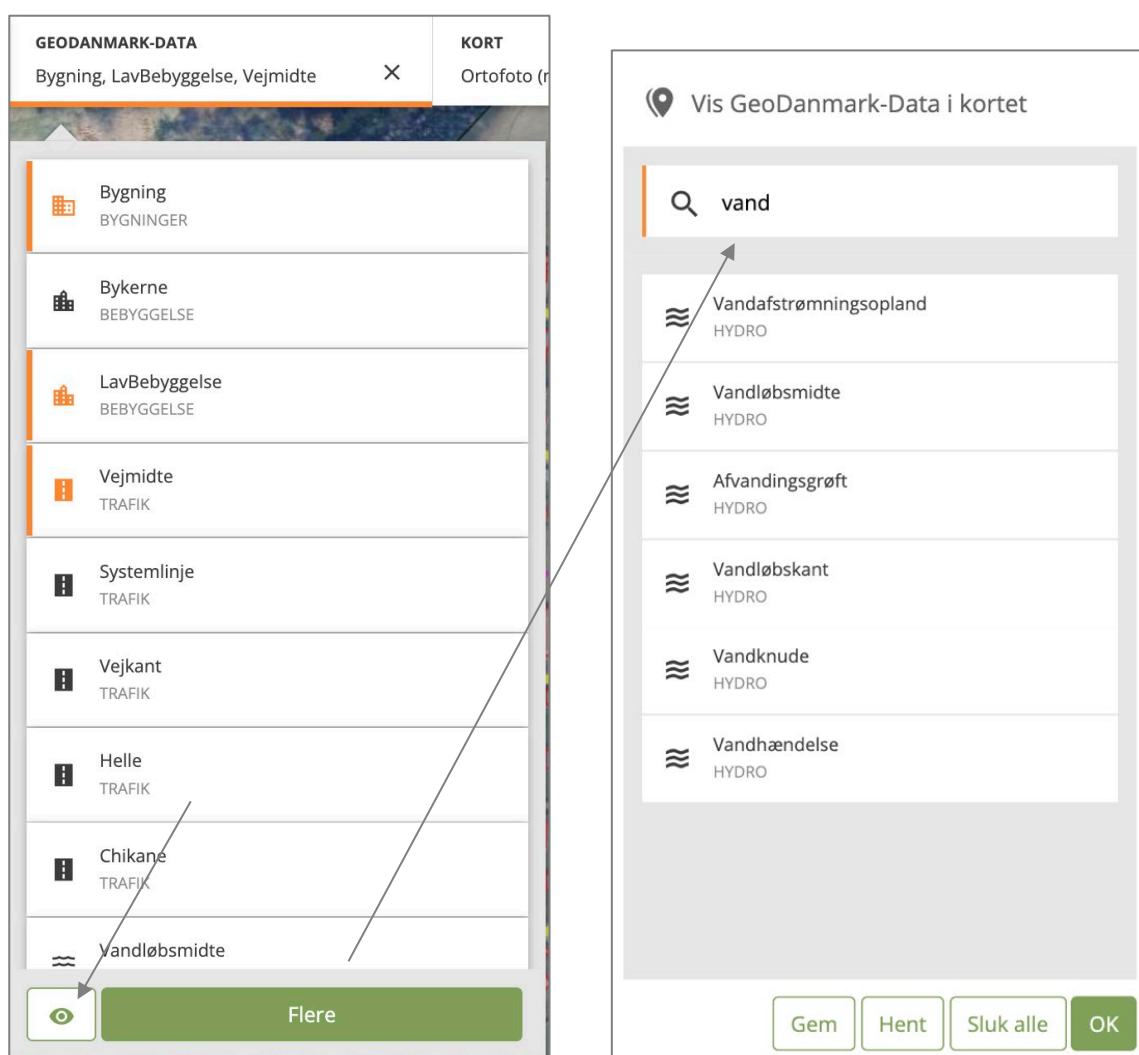 GEODANMARK-DATA
Bygning, LavBebyggelse, Vejmidte
KORT
Ortofoto (r
Bygning
BYGNINGER
Bykerne
BEBYGGELSE
LavBebyggelse
BEBYGGELSE
Vejmidte
TRAFIK
Systemlinje
TRAFIK
Vejkant
TRAFIK
Helle
TRAFIK
Chikane
TRAFIK
Vandløbsmidte
Flere
Vis GeoDanmark-Data i kortet
vand
Vandafstrømningsopland
HYDRO
Vandløbsmidte
HYDRO
Afvandingsgrøft
HYDRO
Vandløbskant
HYDRO
Vandknude
HYDRO
Vandhændelse
HYDRO
Gem
Hent
Sluk alle
OK